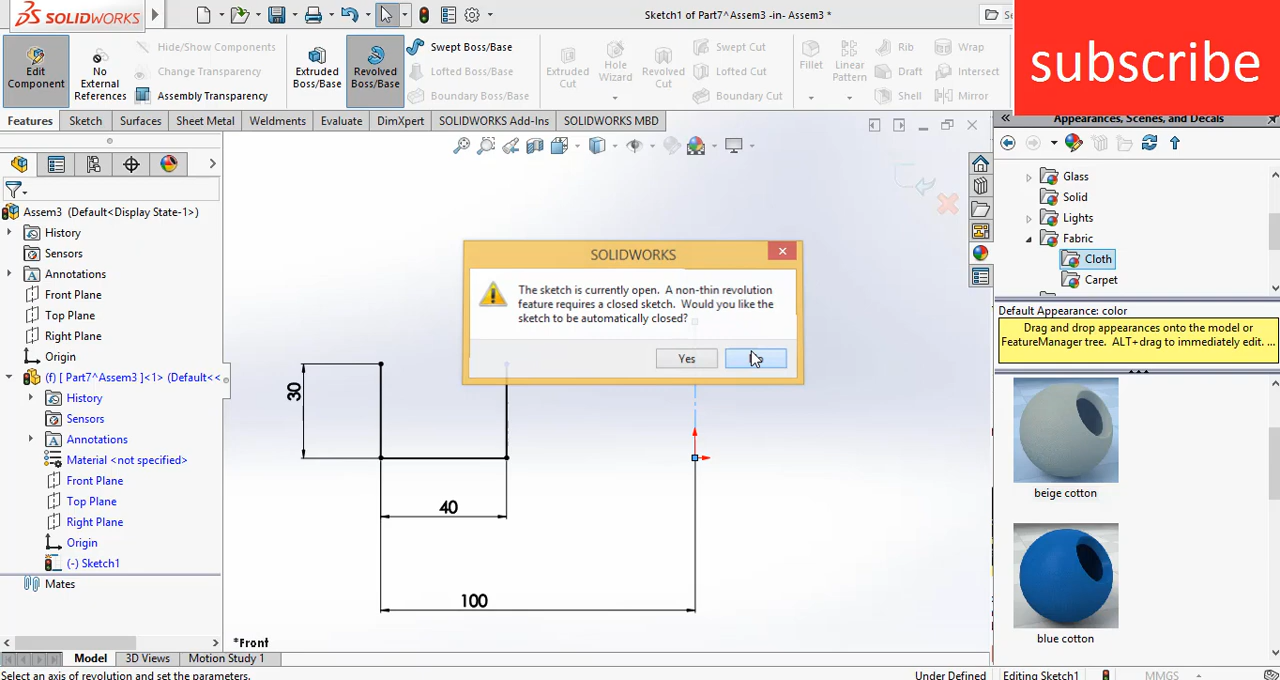 SOLIDWORKS
Sketch1 of Part7^Assem3 -in- Assem3 *
subscribe
Edit Component
No External References
Hide/Show Components
Change Transparency
Assembly Transparency
Extruded Boss/Base
Revolved Boss/Base
Swept Boss/Base
Lofted Boss/Base
Boundary Boss/Base
Extruded Cut
Hole Wizard
Revolved Cut
Swept Cut
Lofted Cut
Boundary Cut
Fillet
Linear Pattern
Rib
Draft
Shell
Wrap
Intersect
Mirror
Features
Sketch
Surfaces
Sheet Metal
Weldments
Evaluate
DimXpert
SOLIDWORKS Add-Ins
SOLIDWORKS MBD
Appearances, Scenes, and Decals
Assem3 (Default<Display State-1>)
History
Sensors
Annotations
Front Plane
Top Plane
Right Plane
Origin
(f) [ Part7^Assem3 ]<1> (Default<<
History
Sensors
Annotations
Material <not specified>
Front Plane
Top Plane
Right Plane
Origin
(-) Sketch1
Mates
SOLIDWORKS
The sketch is currently open. A non-thin revolution
feature requires a closed sketch. Would you like the
sketch to be automatically closed?
Yes
30
40
100
*Front
Glass
Solid
Lights
Fabric
Cloth
Carpet
Default Appearance: color
Drag and drop appearances onto the model or
FeatureManager tree. ALT+drag to immediately edit. ...
beige cotton
blue cotton
Model
3D Views
Motion Study 1
Select an axis of revolution and set the parameters.
Under Defined
Editing Sketch1
MMGS